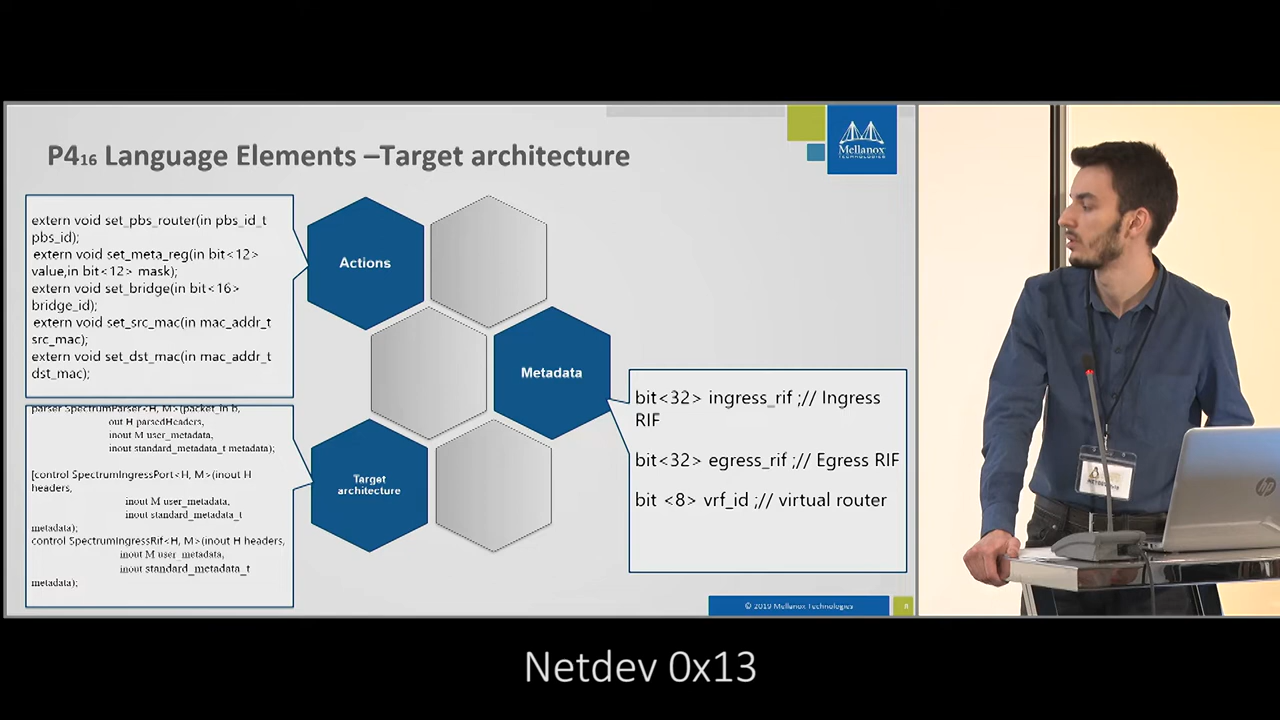 P4₁₆ Language Elements –Target architecture
Mellanox
TECHNOLOGIES
extern void set_pbs_router(in pbs_id_t
pbs_id);
extern void set_meta_reg(in bit<12>
value,in bit<12> mask);
extern void set_bridge(in bit<16>
bridge_id);
extern void set_src_mac(in mac_addr_t
src_mac);
extern void set_dst_mac(in mac_addr_t
dst_mac);
Actions
Metadata
bit<32> ingress_rif ;// Ingress
RIF
bit<32> egress_rif ;// Egress RIF
bit <8> vrf_id ;// virtual router
parser SpectrumParser<H, M>(packet_in b,
out H parsedHeaders,
inout M user_metadata,
inout standard_metadata_t metadata);
[control SpectrumIngressPort<H, M>(inout H
headers,
inout M user_metadata,
inout standard_metadata_t
metadata);
control SpectrumIngressRif<H, M>(inout H headers,
inout M user_metadata,
inout standard_metadata_t
metadata);
Target
architecture
© 2019 Mellanox Technologies
8
hp
Netdev 0x13